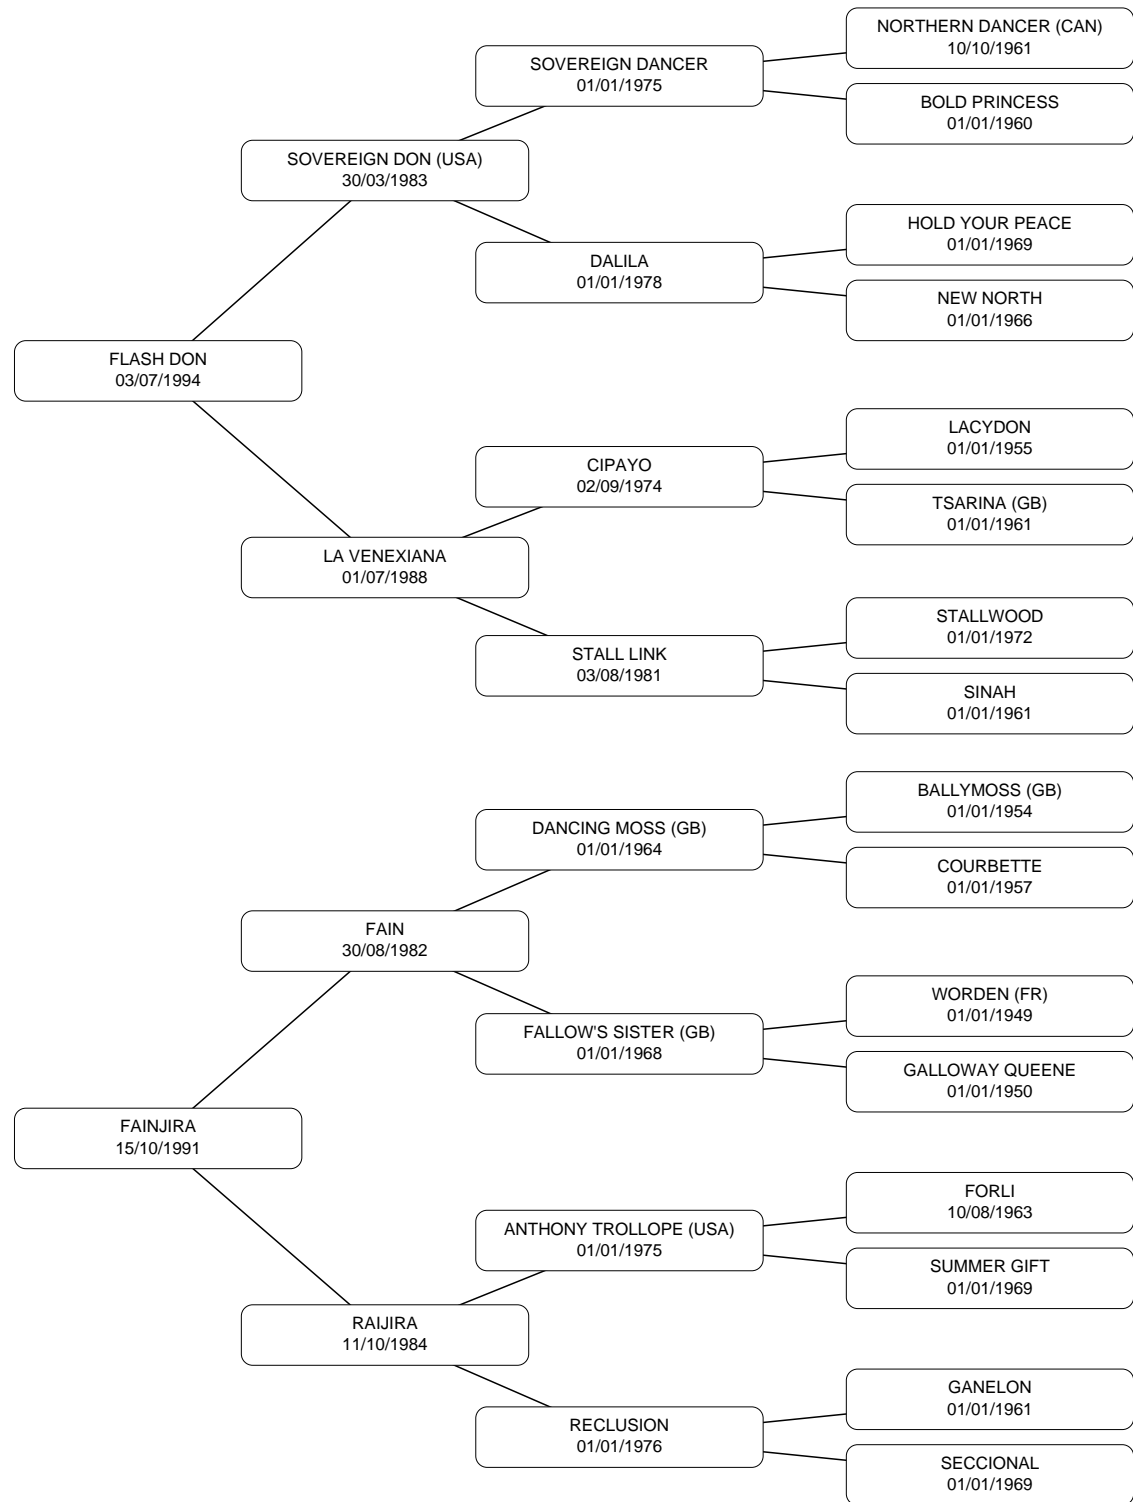 NORTHERN DANCER (CAN)
10/10/1961
SOVEREIGN DANCER
01/01/1975
BOLD PRINCESS
01/01/1960
SOVEREIGN DON (USA)
30/03/1983
HOLD YOUR PEACE
01/01/1969
DALILA
01/01/1978
NEW NORTH
01/01/1966
FLASH DON
03/07/1994
LACYDON
01/01/1955
CIPAYO
02/09/1974
TSARINA (GB)
01/01/1961
LA VENEXIANA
01/07/1988
STALLWOOD
01/01/1972
STALL LINK
03/08/1981
SINAH
01/01/1961
BALLYMOSS (GB)
01/01/1954
DANCING MOSS (GB)
01/01/1964
COURBETTE
01/01/1957
FAIN
30/08/1982
WORDEN (FR)
01/01/1949
FALLOW'S SISTER (GB)
01/01/1968
GALLOWAY QUEENE
01/01/1950
FAINJIRA
15/10/1991
FORLI
10/08/1963
ANTHONY TROLLOPE (USA)
01/01/1975
SUMMER GIFT
01/01/1969
RAIJIRA
11/10/1984
GANELON
01/01/1961
RECLUSION
01/01/1976
SECCIONAL
01/01/1969